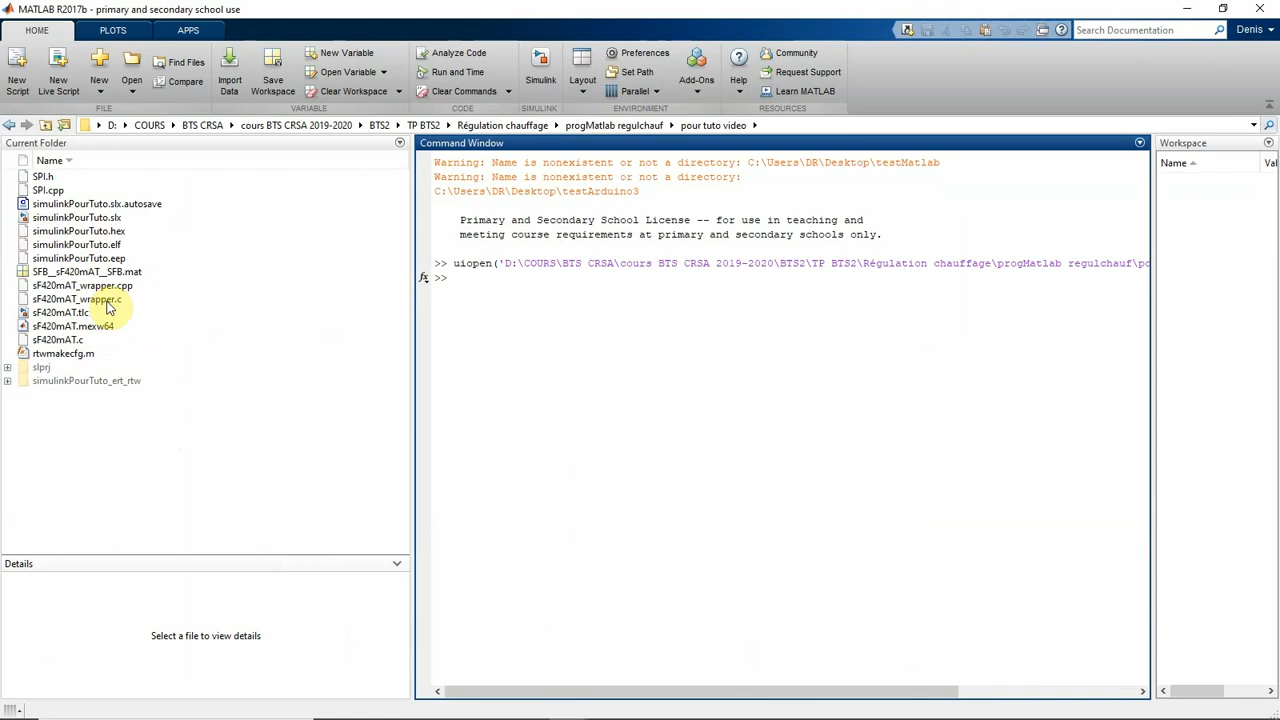 MATLAB R2017b - primary and secondary school use
HOME PLOTS APPS
Search Documentation
Denis
New Script
New Live Script
New
Open
Find Files
Compare
Import Data
Save Workspace
New Variable
Open Variable
Clear Workspace
Analyze Code
Run and Time
Clear Commands
Simulink
Layout
Preferences
Set Path
Parallel
Add-Ons
Help
Community
Request Support
Learn MATLAB
FILE VARIABLE CODE SIMULINK ENVIRONMENT RESOURCES
D: COURS BTS CRSA cours BTS CRSA 2019-2020 BTS2 TP BTS2 Régulation chauffage progMatlab regulchauf pour tuto video
Current Folder
Name
SPI.h
SPI.cpp
simulinkPourTuto.slx.autosave
simulinkPourTuto.slx
simulinkPourTuto.hex
simulinkPourTuto.elf
simulinkPourTuto.eep
SFB__sF420mAT__SFB.mat
sF420mAT_wrapper.cpp
sF420mAT_wrapper.c
sF420mAT.tlc
sF420mAT.mexw64
sF420mAT.c
rtwmakecfg.m
slprj
simulinkPourTuto_ert_rtw
Details
Select a file to view details
Command Window
Warning: Name is nonexistent or not a directory: C:\Users\DR\Desktop\testMatlab
Warning: Name is nonexistent or not a directory:
C:\Users\DR\Desktop\testArduino3
Primary and Secondary School License -- for use in teaching and
meeting course requirements at primary and secondary schools only.
>> uiopen('D:\COURS\BTS CRSA\cours BTS CRSA 2019-2020\BTS2\TP BTS2\Régulation chauffage\progMatlab regulchauf\po
fx >>
Workspace
Name Val